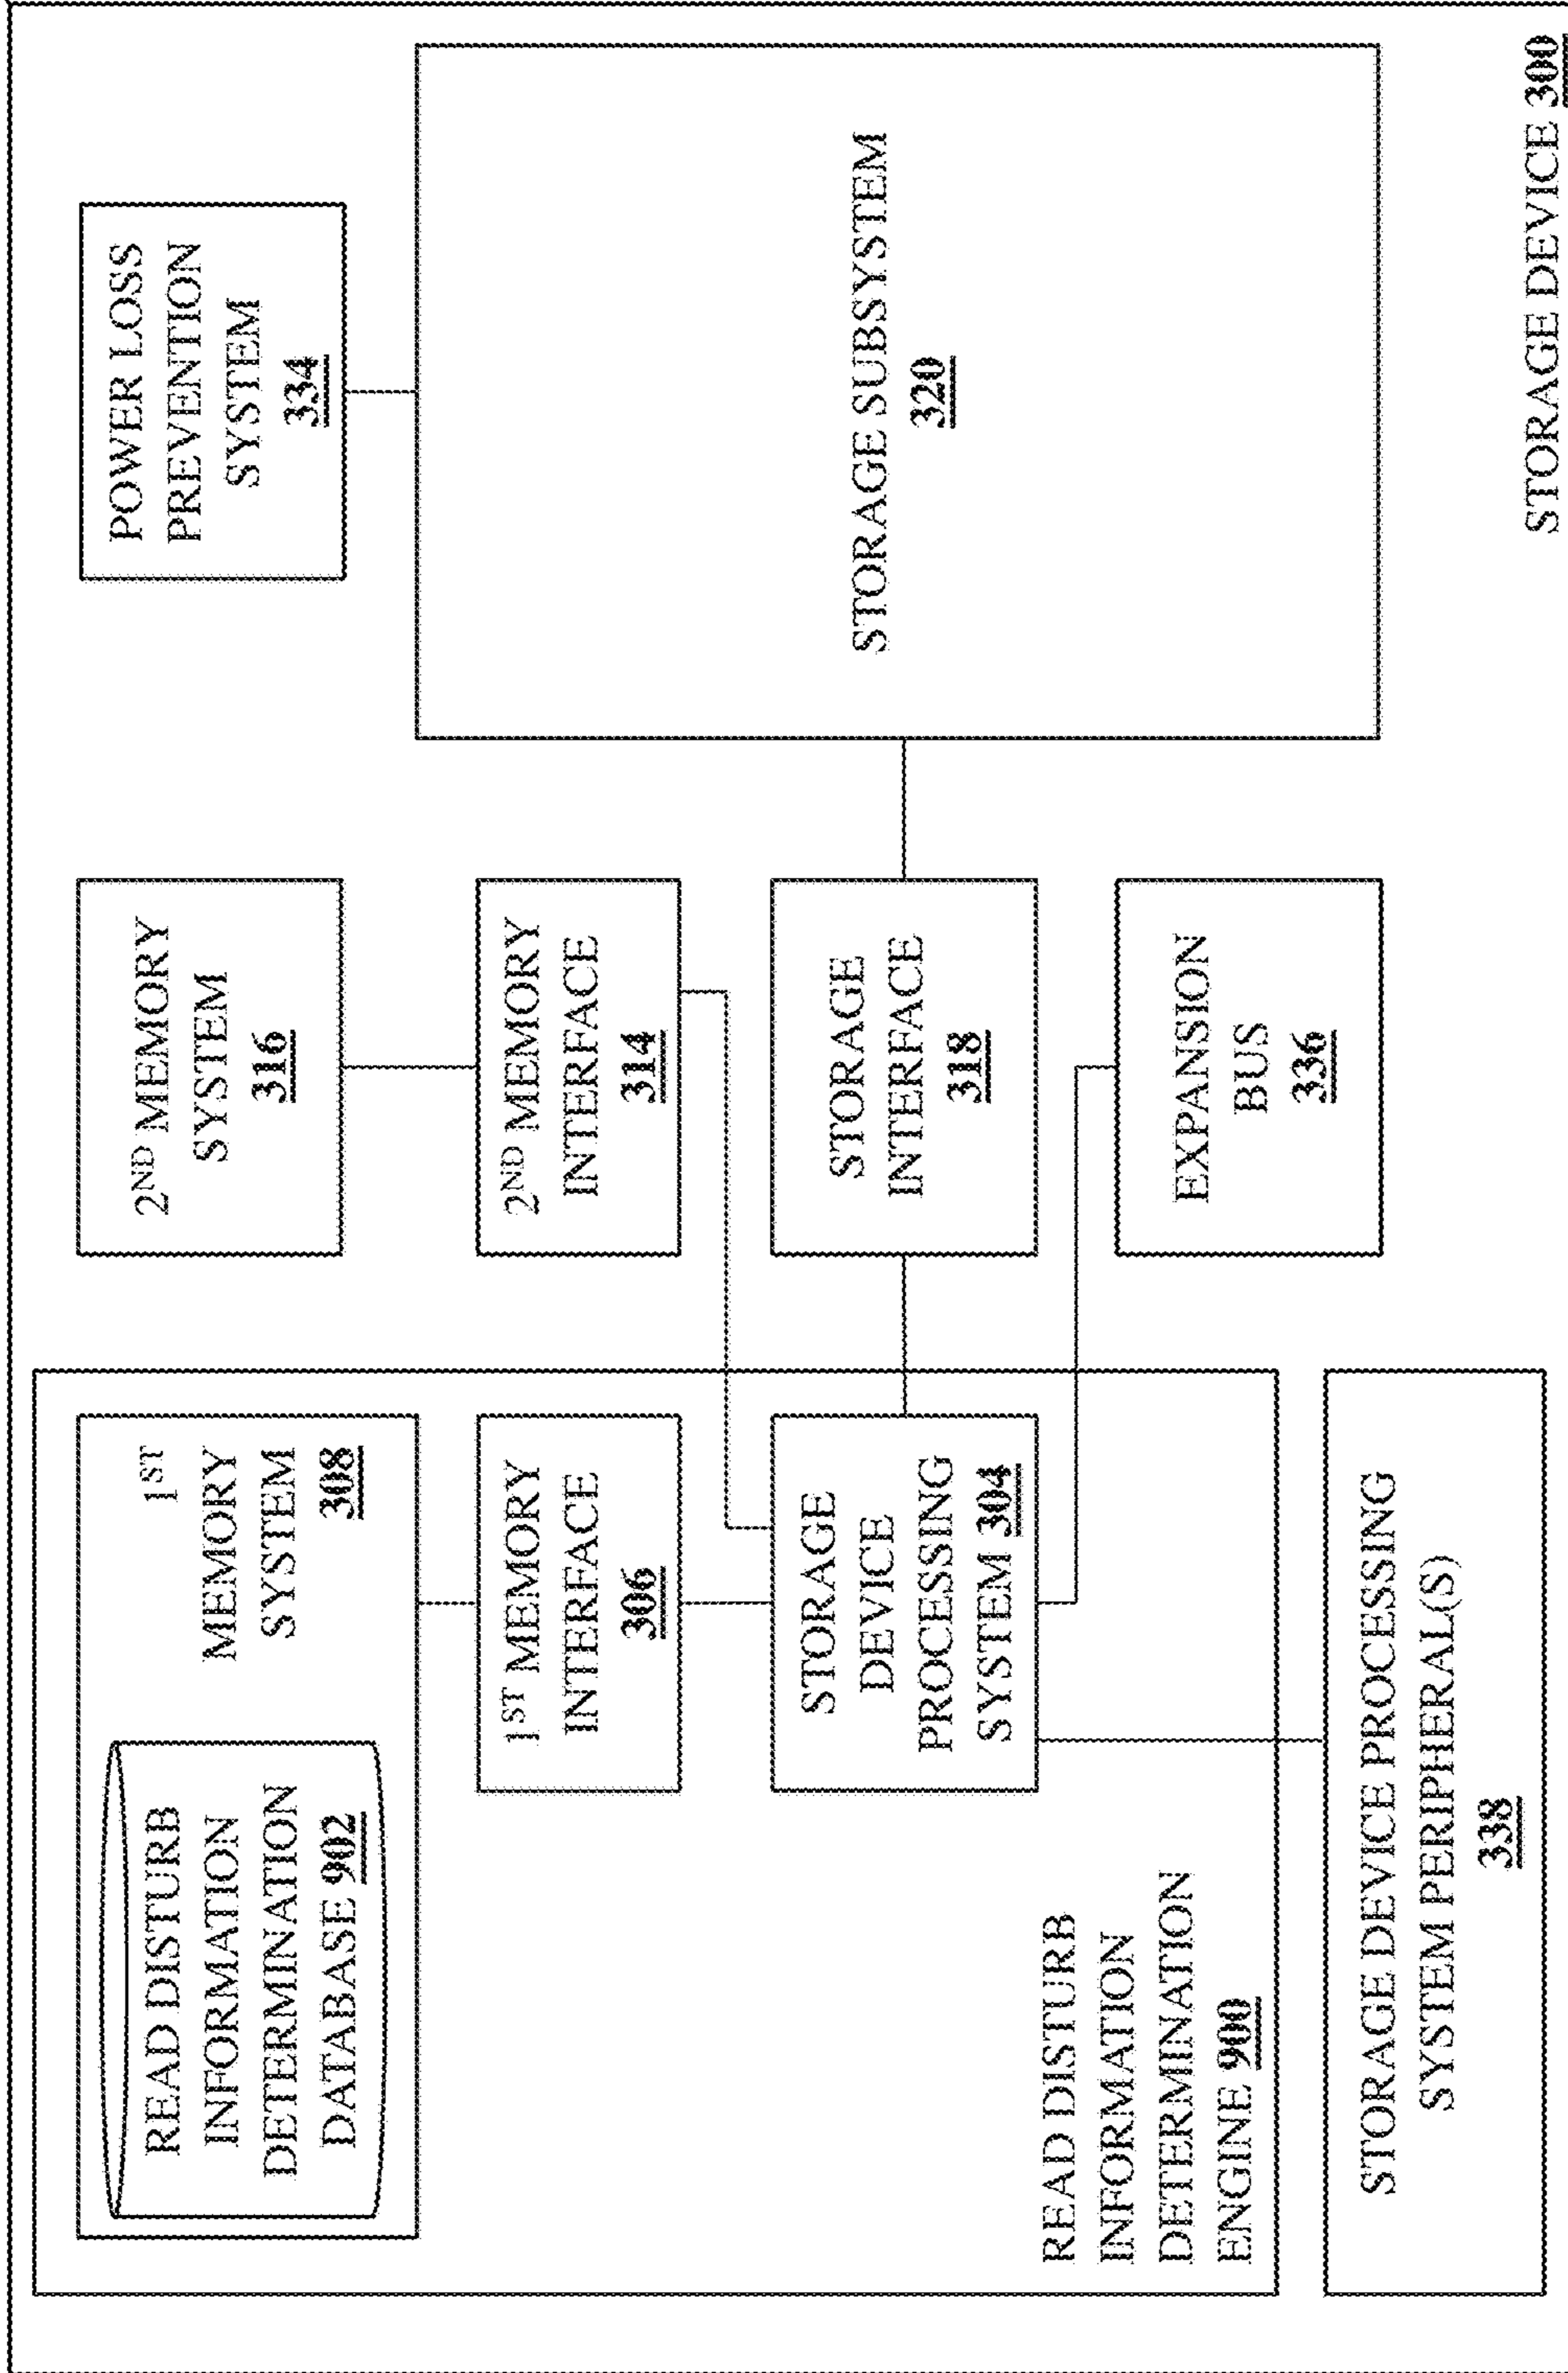 READ DISTURB
INFORMATION
DETERMINATION
DATABASE 902
1ST
MEMORY
SYSTEM
308
2ND MEMORY
SYSTEM
316
POWER LOSS
PREVENTION
SYSTEM
334
1ST MEMORY
INTERFACE
306
2ND MEMORY
INTERFACE
314
STORAGE
DEVICE
PROCESSING
SYSTEM 304
STORAGE
INTERFACE
318
STORAGE SUBSYSTEM
320
READ DISTURB
INFORMATION
DETERMINATION
ENGINE 900
EXPANSION
BUS
336
STORAGE DEVICE PROCESSING
SYSTEM PERIPHERAL(S)
338
STORAGE DEVICE 300